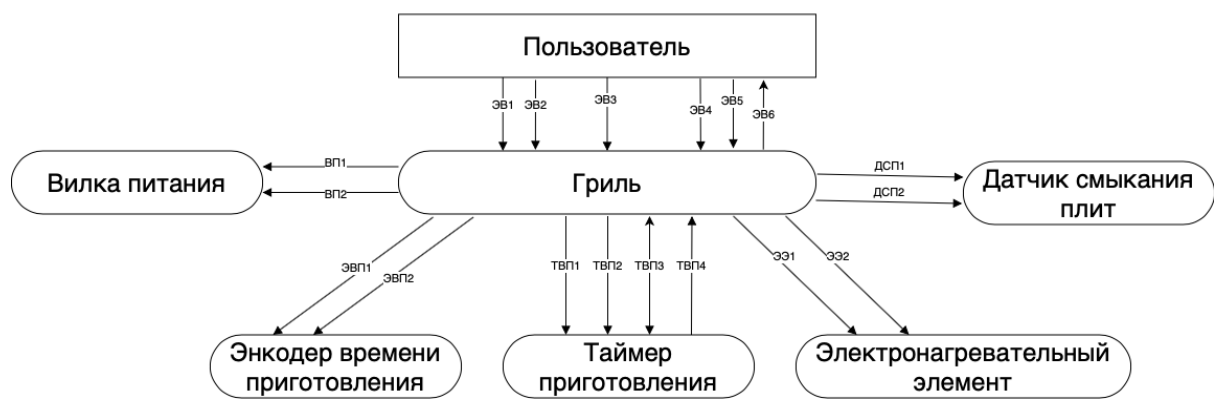 Пользователь
ЭВ1
ЭВ2
ЭВ3
ЭВ4
ЭВ5
ЭВ6
Вилка питания
ВП1
ВП2
Гриль
ДСП1
ДСП2
Датчик смыкания
плит
ЭВП1
ЭВП2
ТВП1
ТВП2
ТВП3
ТВП4
ЭЭ1
ЭЭ2
Энкодер времени
приготовления
Таймер
приготовления
Электронагревательный
элемент